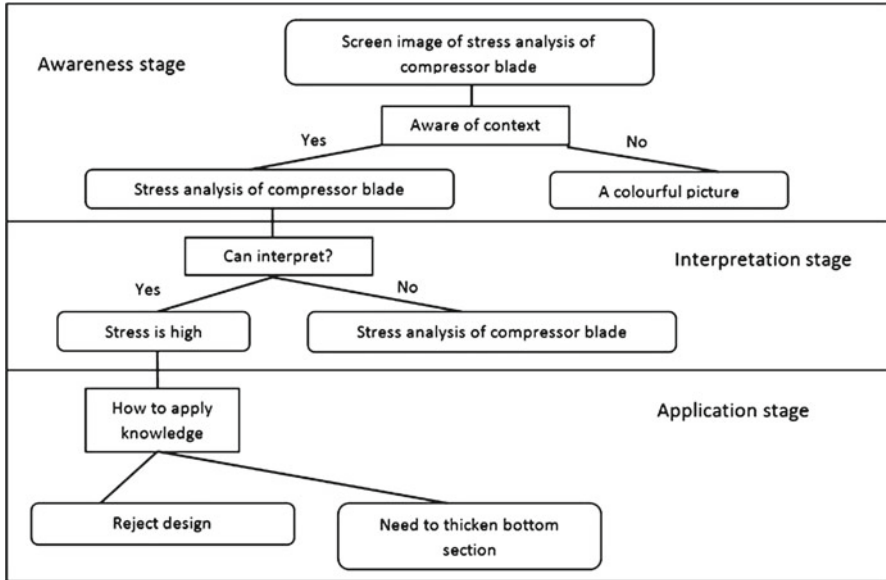 Awareness stage
Screen image of stress analysis of
compressor blade
Aware of context
Yes
No
Stress analysis of compressor blade
A colourful picture
Can interpret?
Interpretation stage
Yes
No
Stress is high
Stress analysis of compressor blade
How to apply
knowledge
Application stage
Reject design
Need to thicken bottom
section